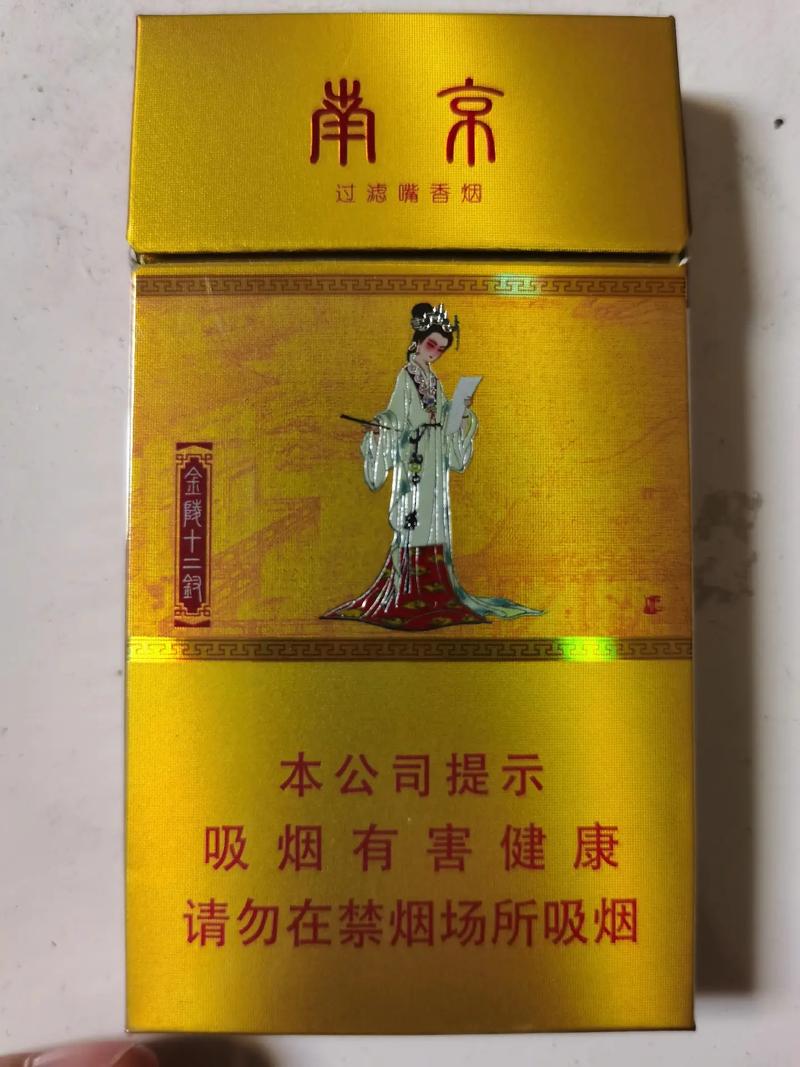 南京
过滤嘴香烟
金陵十二钗
本公司提示
吸烟有害健康
请勿在禁烟场所吸烟